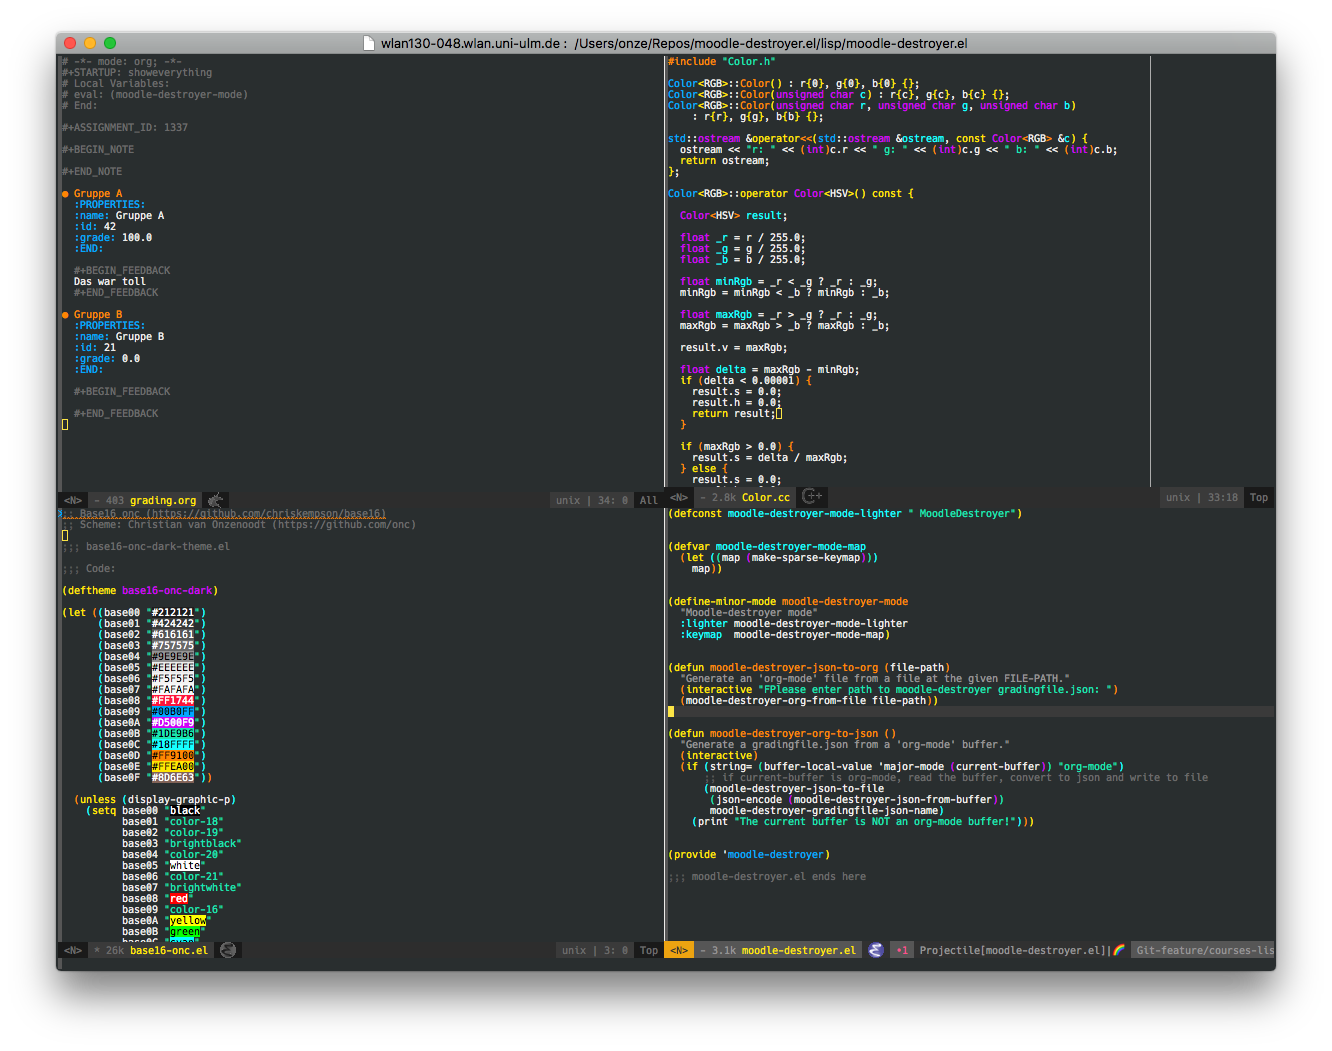 wlan130-048.wlan.uni-ulm.de : /Users/onze/Repos/moodle-destroyer.el/lisp/moodle-destroyer.el
# -*- mode: org; -*-
#+STARTUP: showeverything
# Local Variables:
# eval: (moodle-destroyer-mode)
# End:
#+ASSIGNMENT_ID: 1337
#+BEGIN_NOTE
#+END_NOTE
● Gruppe A
:PROPERTIES:
:name: Gruppe A
:id: 42
:grade: 100.0
:END:
#+BEGIN_FEEDBACK
Das war toll
#+END_FEEDBACK
● Gruppe B
:PROPERTIES:
:name: Gruppe B
:id: 21
:grade: 0.0
:END:
#+BEGIN_FEEDBACK
#+END_FEEDBACK
<N> - 403 grading.org unix | 34: 0 All
#include "Color.h"
Color<RGB>::Color() : r{0}, g{0}, b{0} {};
Color<RGB>::Color(unsigned char c) : r{c}, g{c}, b{c} {};
Color<RGB>::Color(unsigned char r, unsigned char g, unsigned char b)
: r{r}, g{g}, b{b} {};
std::ostream &operator<<(std::ostream &ostream, const Color<RGB> &c) {
ostream << "r: " << (int)c.r << " g: " << (int)c.g << " b: " << (int)c.b;
return ostream;
};
Color<RGB>::operator Color<HSV>() const {
Color<HSV> result;
float _r = r / 255.0;
float _g = g / 255.0;
float _b = b / 255.0;
float minRgb = _r < _g ? _r : _g;
minRgb = minRgb < _b ? minRgb : _b;
float maxRgb = _r > _g ? _r : _g;
maxRgb = maxRgb > _b ? maxRgb : _b;
result.v = maxRgb;
float delta = maxRgb - minRgb;
if (delta < 0.00001) {
result.s = 0.0;
result.h = 0.0;
return result;
}
if (maxRgb > 0.0) {
result.s = delta / maxRgb;
} else {
result.s = 0.0;
<N> - 2.8k Color.cc C++ unix | 33:18 Top
;; Base16 onc (https://github.com/chriskempson/base16)
;; Scheme: Christian van Onzenoodt (https://github.com/onc)
;;; base16-onc-dark-theme.el
;;; Code:
(deftheme base16-onc-dark)
(let ((base00 "#212121")
(base01 "#424242")
(base02 "#616161")
(base03 "#757575")
(base04 "#9E9E9E")
(base05 "#EEEEEE")
(base06 "#F5F5F5")
(base07 "#FAFAFA")
(base08 "#FF1744")
(base09 "#00B0FF")
(base0A "#D500F9")
(base0B "#1DE9B6")
(base0C "#18FFFF")
(base0D "#FF9100")
(base0E "#FFEA00")
(base0F "#8D6E63"))
(unless (display-graphic-p)
(setq base00 "black"
base01 "color-18"
base02 "color-19"
base03 "brightblack"
base04 "color-20"
base05 "white"
base06 "color-21"
base07 "brightwhite"
base08 "red"
base09 "color-16"
base0A "yellow"
base0B "green"
base0C "cyan"
<N> * 26k base16-onc.el unix | 3: 0 Top
(defconst moodle-destroyer-mode-lighter " MoodleDestroyer")
(defvar moodle-destroyer-mode-map
(let ((map (make-sparse-keymap)))
map))
(define-minor-mode moodle-destroyer-mode
"Moodle-destroyer mode"
:lighter moodle-destroyer-mode-lighter
:keymap moodle-destroyer-mode-map)
(defun moodle-destroyer-json-to-org (file-path)
"Generate an 'org-mode' file from a file at the given FILE-PATH."
(interactive "FPlease enter path to moodle-destroyer gradingfile.json: ")
(moodle-destroyer-org-from-file file-path))
(defun moodle-destroyer-org-to-json ()
"Generate a gradingfile.json from a 'org-mode' buffer."
(interactive)
(if (string= (buffer-local-value 'major-mode (current-buffer)) "org-mode")
;; if current-buffer is org-mode, read the buffer, convert to json and write to file
(moodle-destroyer-json-to-file
(json-encode (moodle-destroyer-json-from-buffer))
moodle-destroyer-gradingfile-json-name)
(print "The current buffer is NOT an org-mode buffer!")))
(provide 'moodle-destroyer)
;;; moodle-destroyer.el ends here
<N> - 3.1k moodle-destroyer.el •1 Projectile[moodle-destroyer.el]| Git-feature/courses-lis